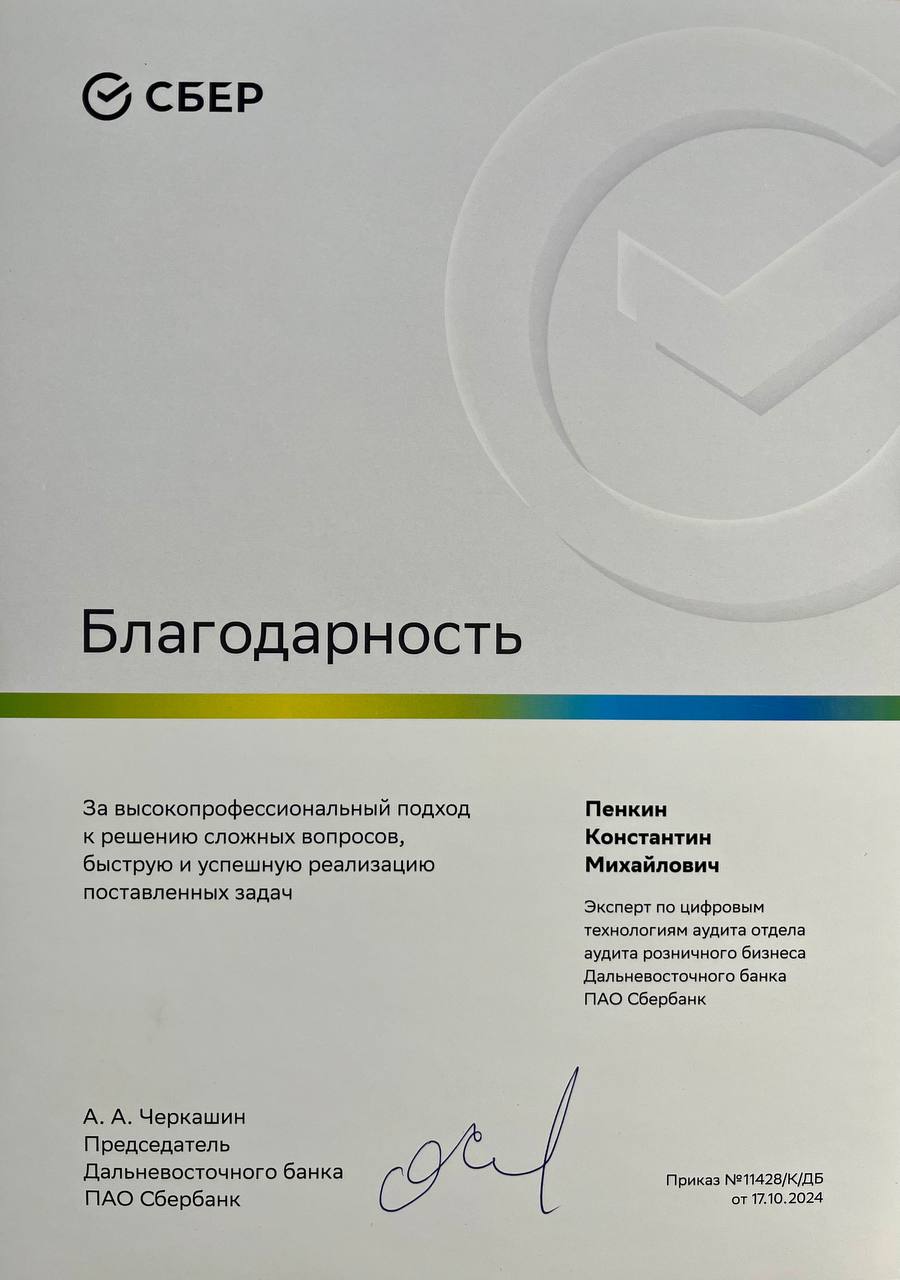 СБЕР
Благодарность
За высокопрофессиональный подход
к решению сложных вопросов,
быструю и успешную реализацию
поставленных задач
Пенкин
Константин
Михайлович
Эксперт по цифровым
технологиям аудита отдела
аудита розничного бизнеса
Дальневосточного банка
ПАО Сбербанк
А. А. Черкашин
Председатель
Дальневосточного банка
ПАО Сбербанк
Приказ №11428/К/ДБ
от 17.10.2024